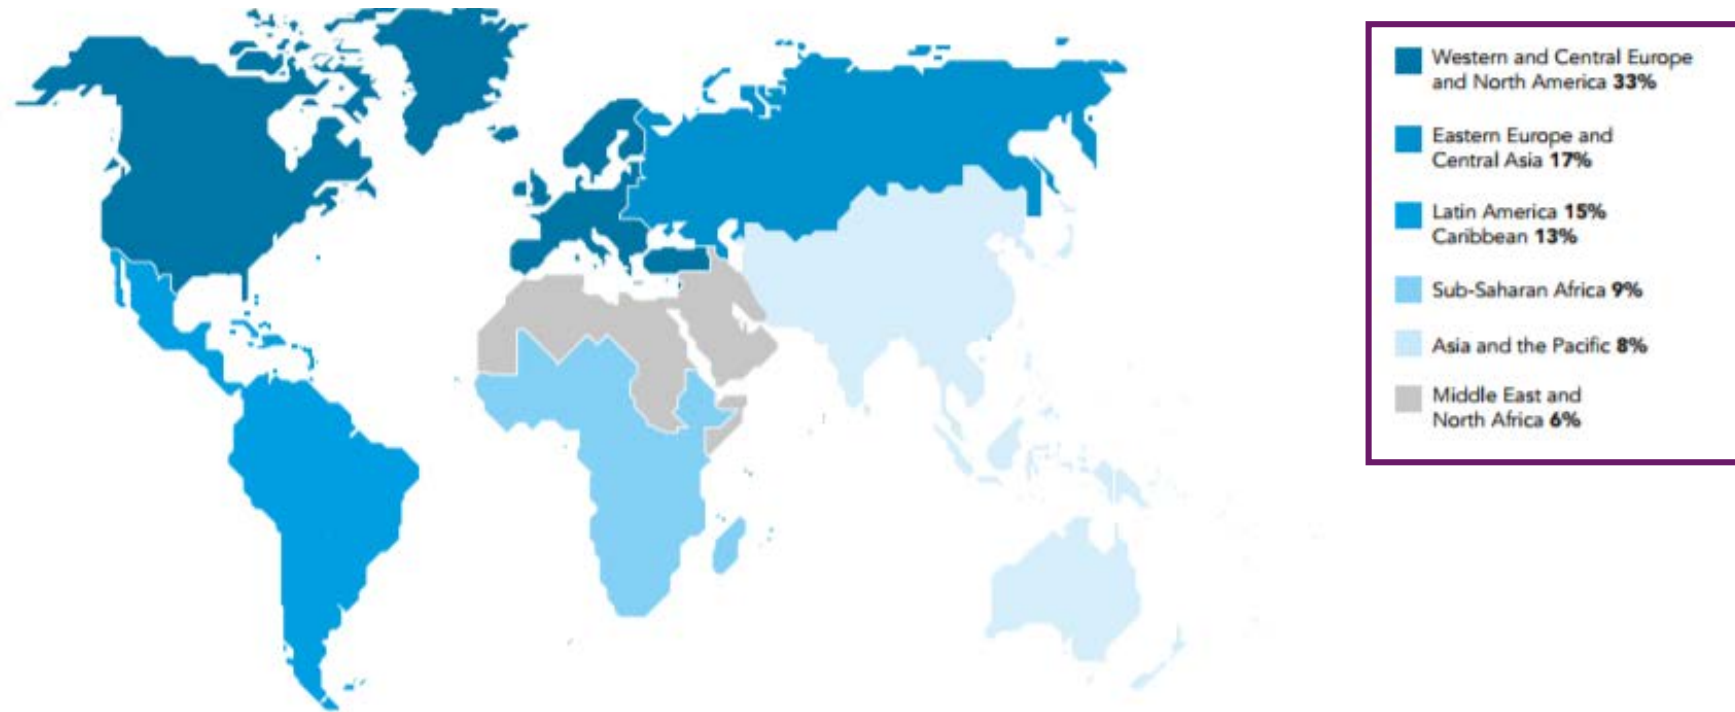 Western and Central Europe
and North America 33%
Eastern Europe and
Central Asia 17%
Latin America 15%
Caribbean 13%
Sub-Saharan Africa 9%
Asia and the Pacific 8%
Middle East and
North Africa 6%